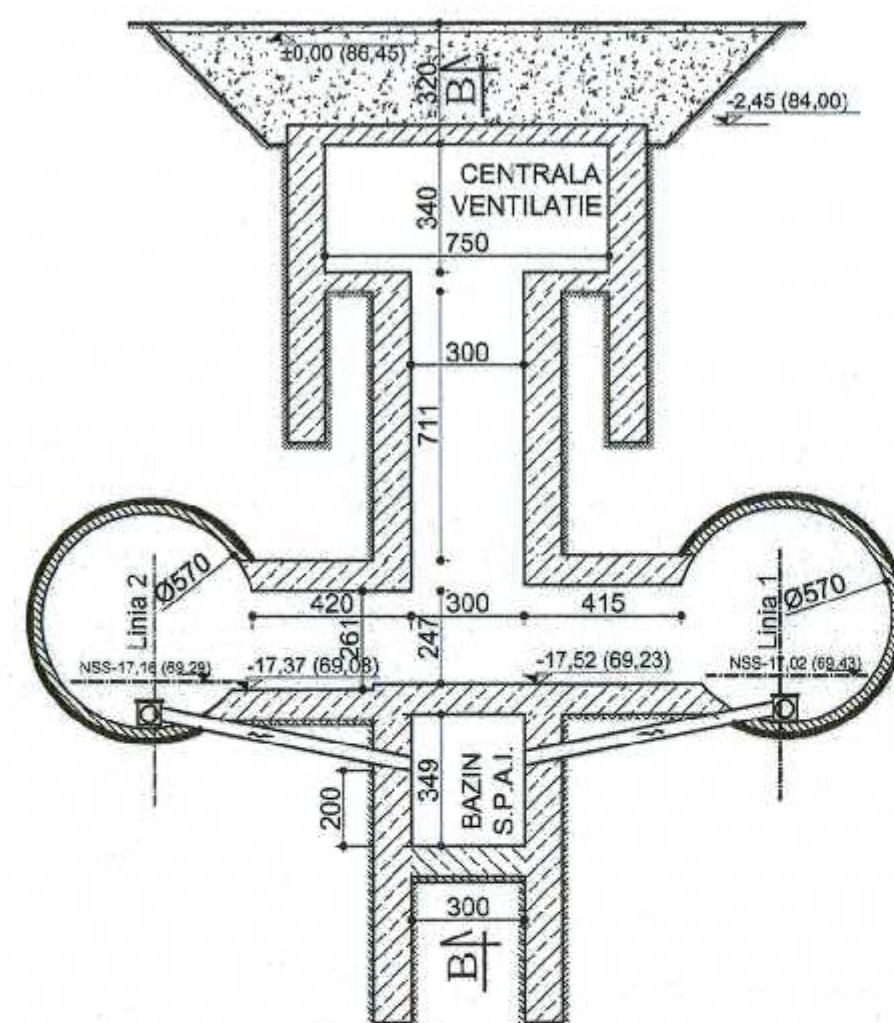 ±0,00 (86,45)
320
B
-2,45 (84,00)
CENTRALA
VENTILATIE
340
750
300
711
Linia 2
Ø570
Linia 1
Ø570
420
300
415
261
247
NSS-17,16 (69,29)
-17,37 (69,08)
-17,52 (69,23)
NSS-17,02 (69,43)
349
BAZIN
S.P.A.I.
200
300
B